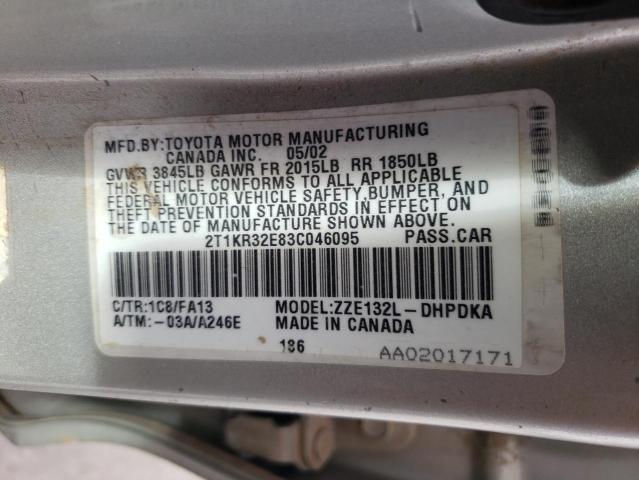 MFD.BY:TOYOTA MOTOR MANUFACTURING
CANADA INC. 05/02
GVWR 3845LB GAWR FR 2015LB RR 1850LB
THIS VEHICLE CONFORMS TO ALL APPLICABLE
FEDERAL MOTOR VEHICLE SAFETY,BUMPER, AND
THEFT PREVENTION STANDARDS IN EFFECT ON
THE DATE OF MANUFACTURE SHOWN ABOVE.
2T1KR32E83C046095 PASS.CAR
C/TR:1C8/FA13 MODEL:ZZE132L-DHPDKA
A/TM:-03A/A246E MADE IN CANADA
186 AA02017171